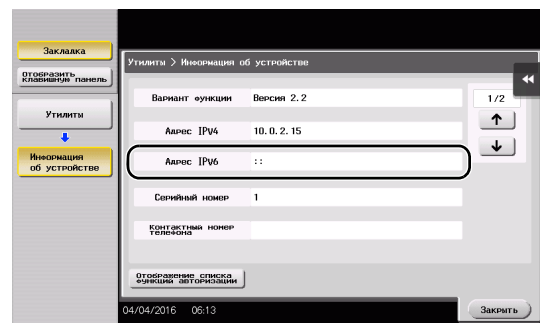 Закладка
Отобразить
клавишную панель
Утилиты
Информация
об устройстве
Утилиты > Информация об устройстве
Вариант функции Версия 2.2
1/2
Адрес IPv4 10.0.2.15
Адрес IPv6 ::
Серийный номер 1
Контактный номер
телефона
Отображение списка
функций авторизации
04/04/2016 06:13
Закрыть